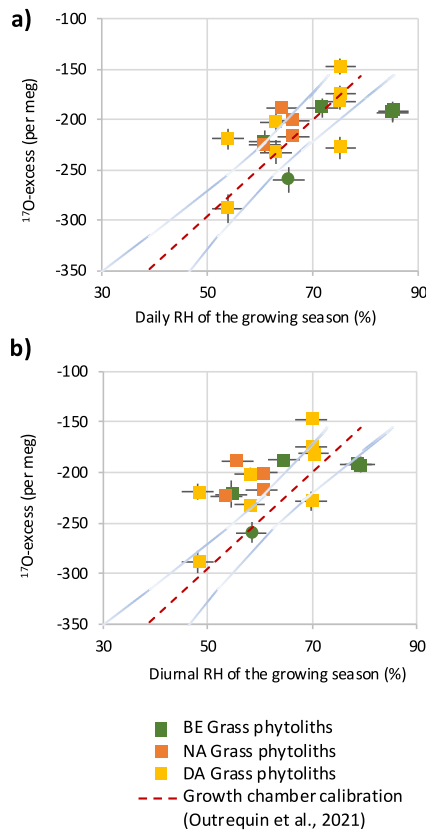 a)
-100
-150
-200
-250
-300
-350
¹⁷O-excess (per meg)
30 50 70 90
Daily RH of the growing season (%)
b)
-100
-150
-200
-250
-300
-350
¹⁷O-excess (per meg)
30 50 70 90
Diurnal RH of the growing season (%)
BE Grass phytoliths
NA Grass phytoliths
DA Grass phytoliths
Growth chamber calibration
(Outrequin et al., 2021)